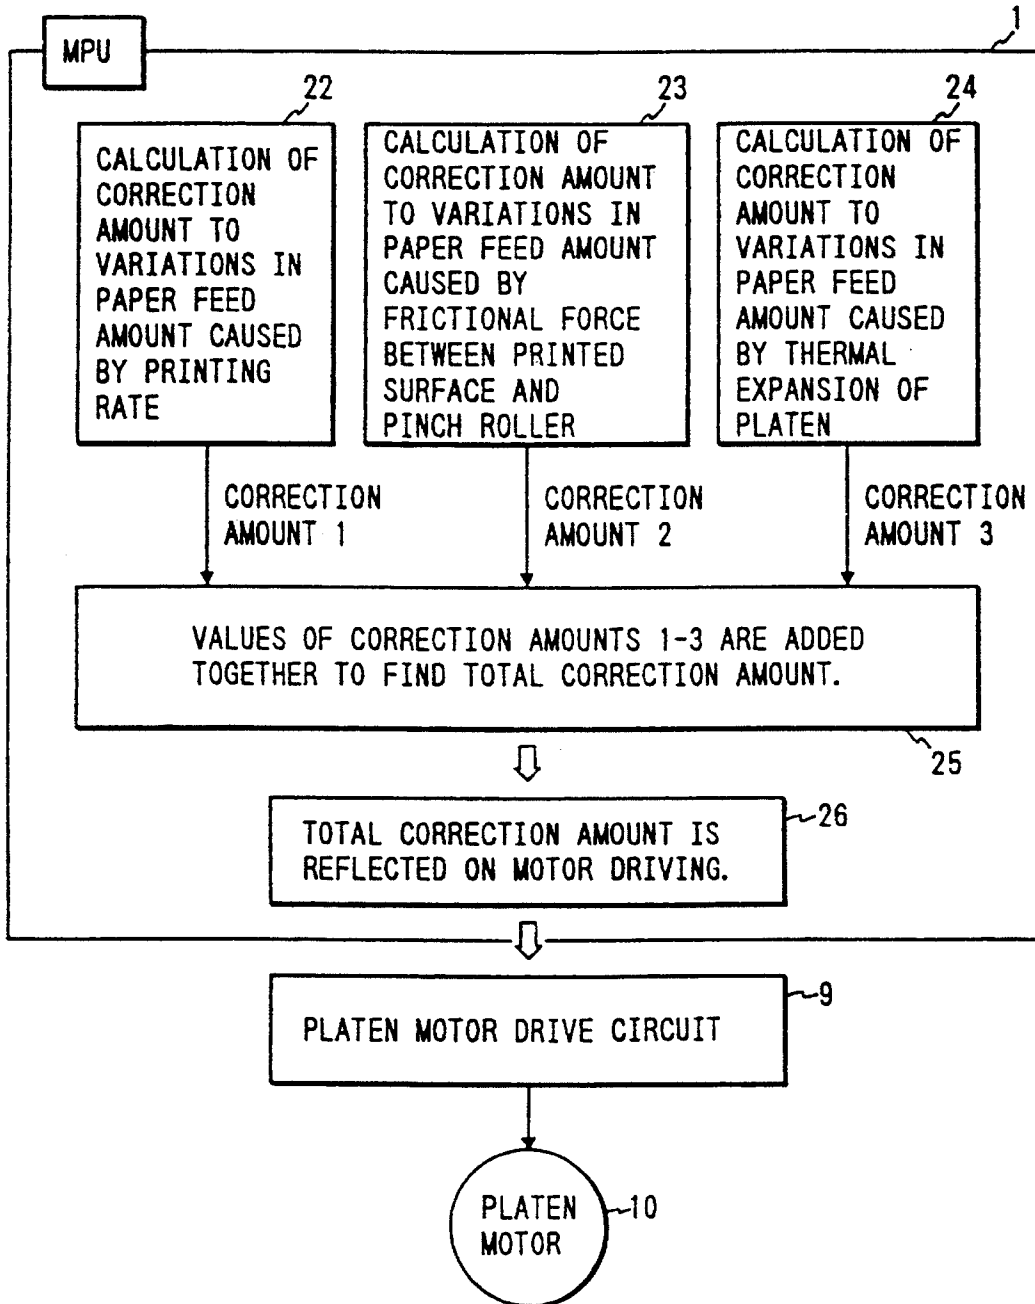 MPU
1
22
CALCULATION OF
CORRECTION
AMOUNT TO
VARIATIONS IN
PAPER FEED
AMOUNT CAUSED
BY PRINTING
RATE
23
CALCULATION OF
CORRECTION AMOUNT
TO VARIATIONS IN
PAPER FEED AMOUNT
CAUSED BY
FRICTIONAL FORCE
BETWEEN PRINTED
SURFACE AND
PINCH ROLLER
24
CALCULATION OF
CORRECTION
AMOUNT TO
VARIATIONS IN
PAPER FEED
AMOUNT CAUSED
BY THERMAL
EXPANSION OF
PLATEN
CORRECTION
AMOUNT 1
CORRECTION
AMOUNT 2
CORRECTION
AMOUNT 3
VALUES OF CORRECTION AMOUNTS 1-3 ARE ADDED
TOGETHER TO FIND TOTAL CORRECTION AMOUNT.
25
TOTAL CORRECTION AMOUNT IS
REFLECTED ON MOTOR DRIVING.
26
PLATEN MOTOR DRIVE CIRCUIT
9
PLATEN
MOTOR
10